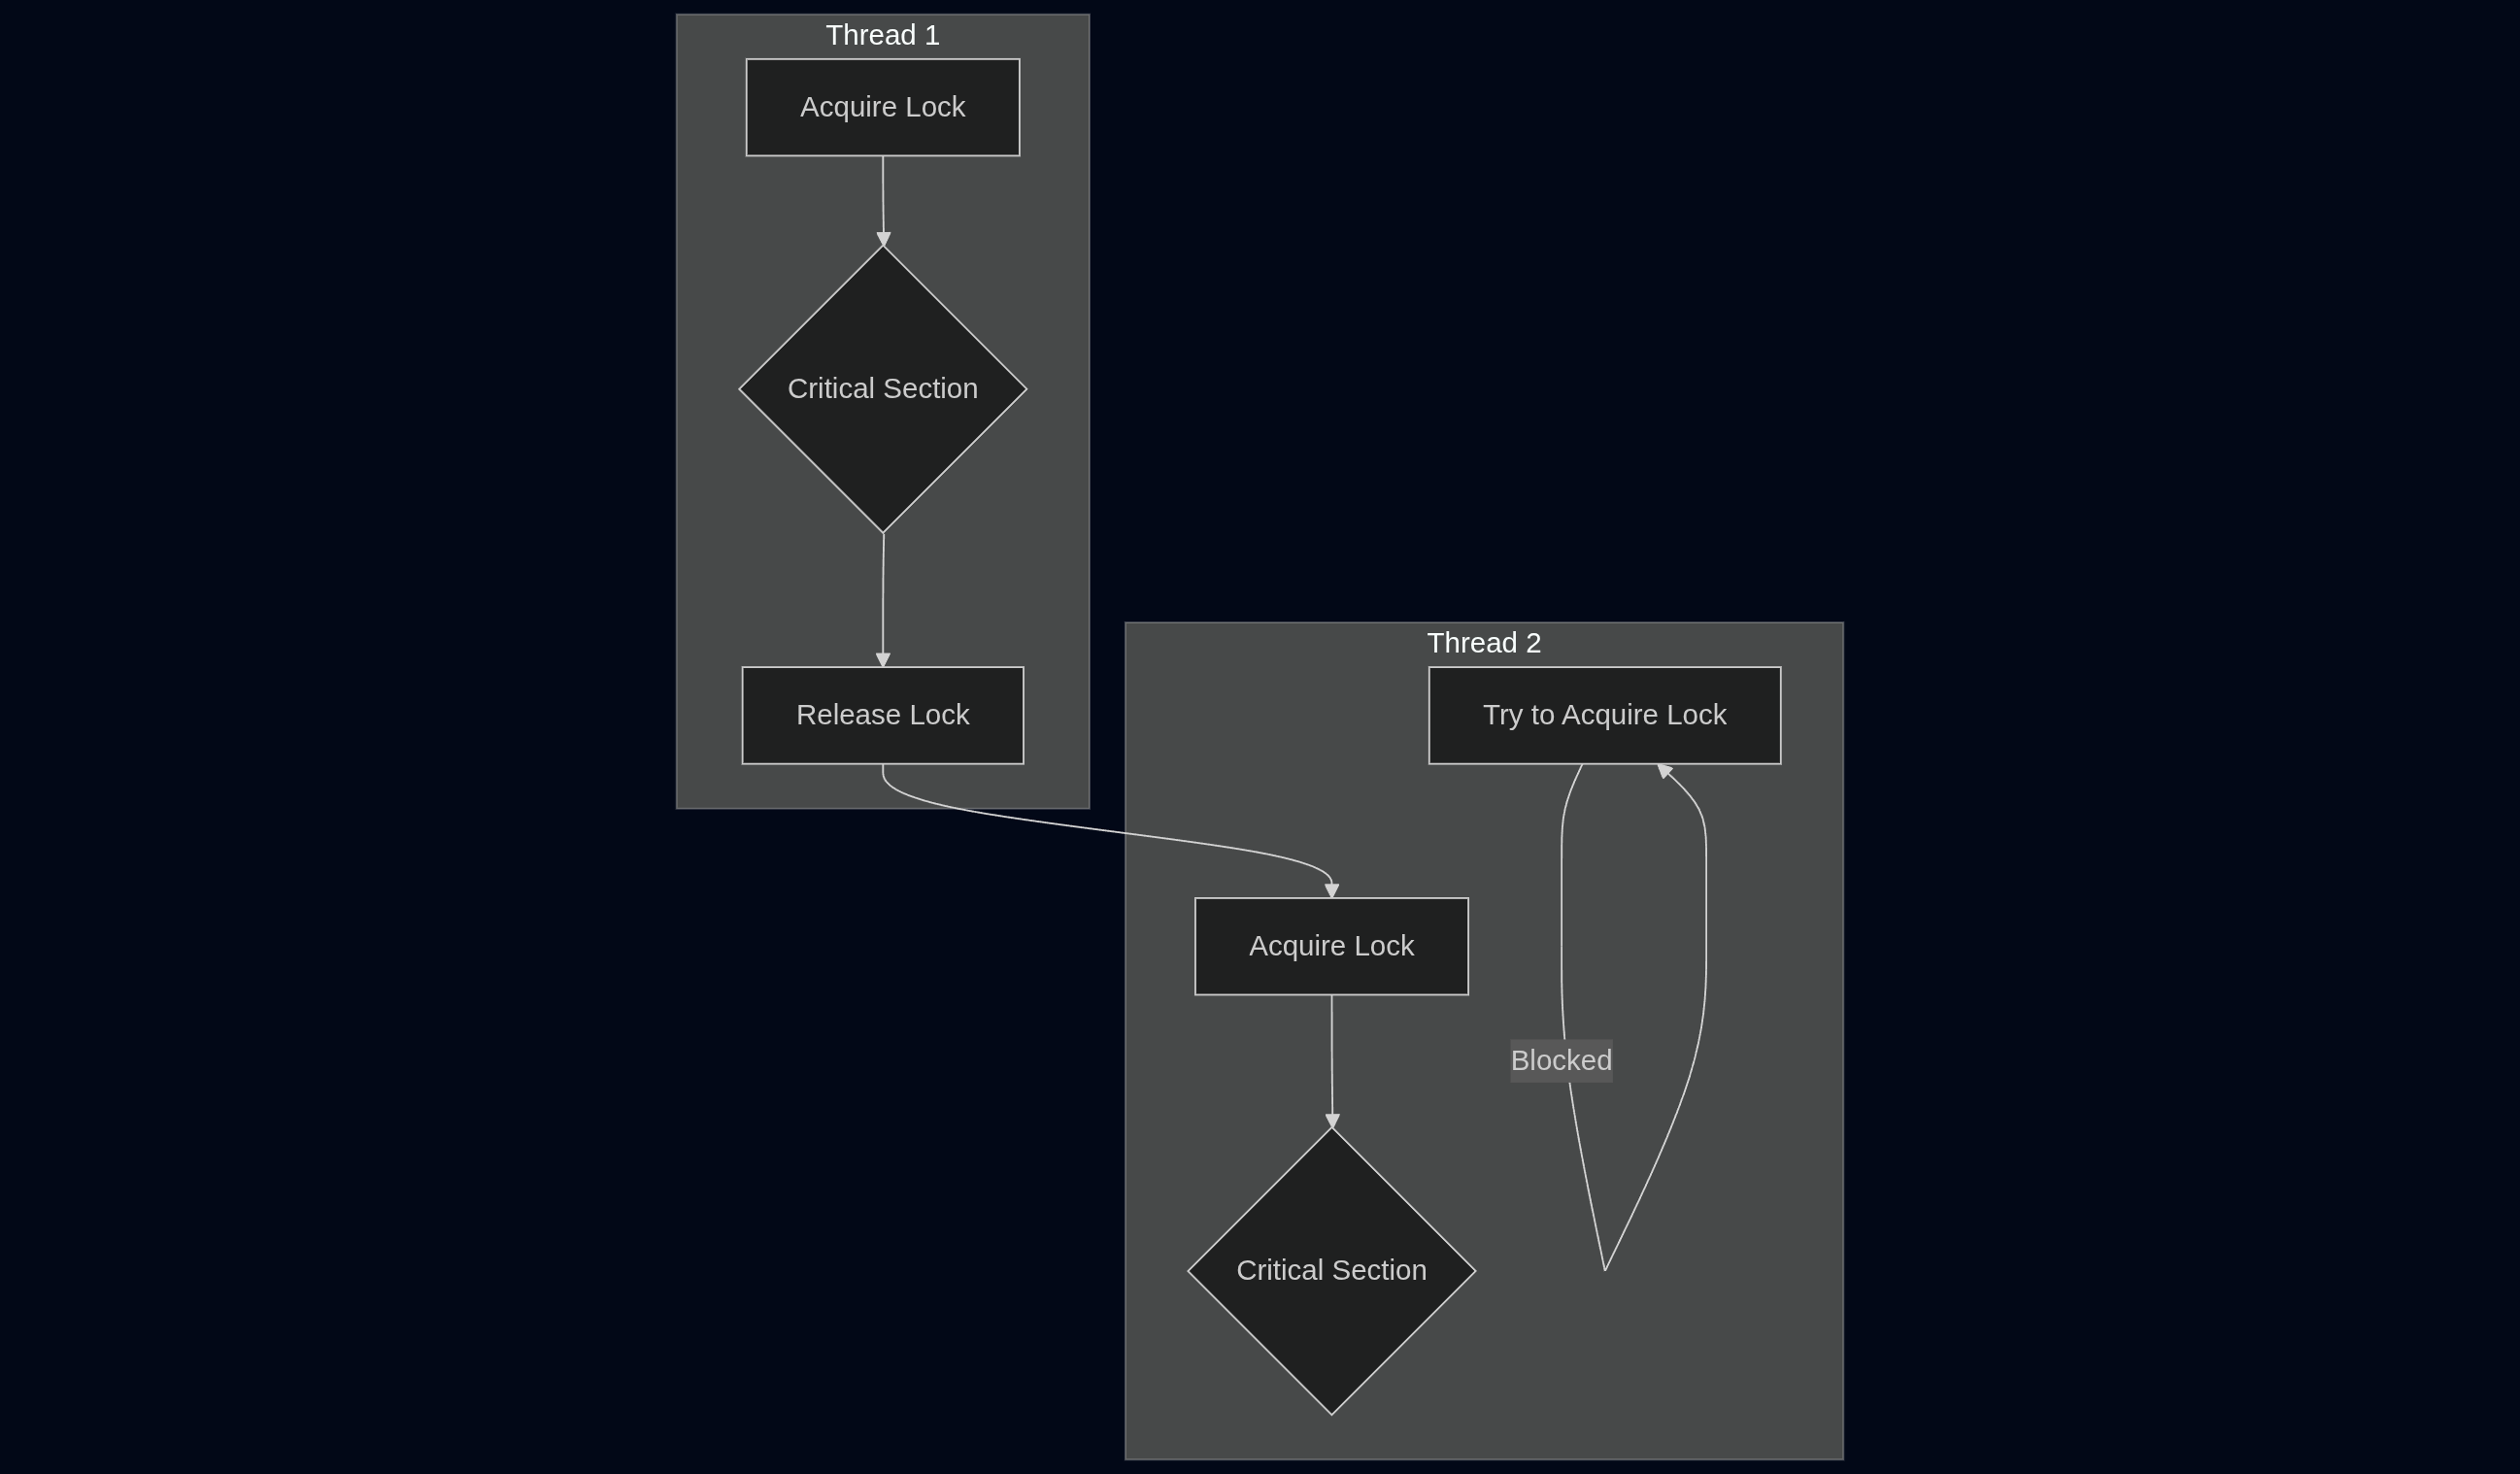 Thread 1
Acquire Lock
Critical Section
Release Lock
Thread 2
Try to Acquire Lock
Acquire Lock
Blocked
Critical Section